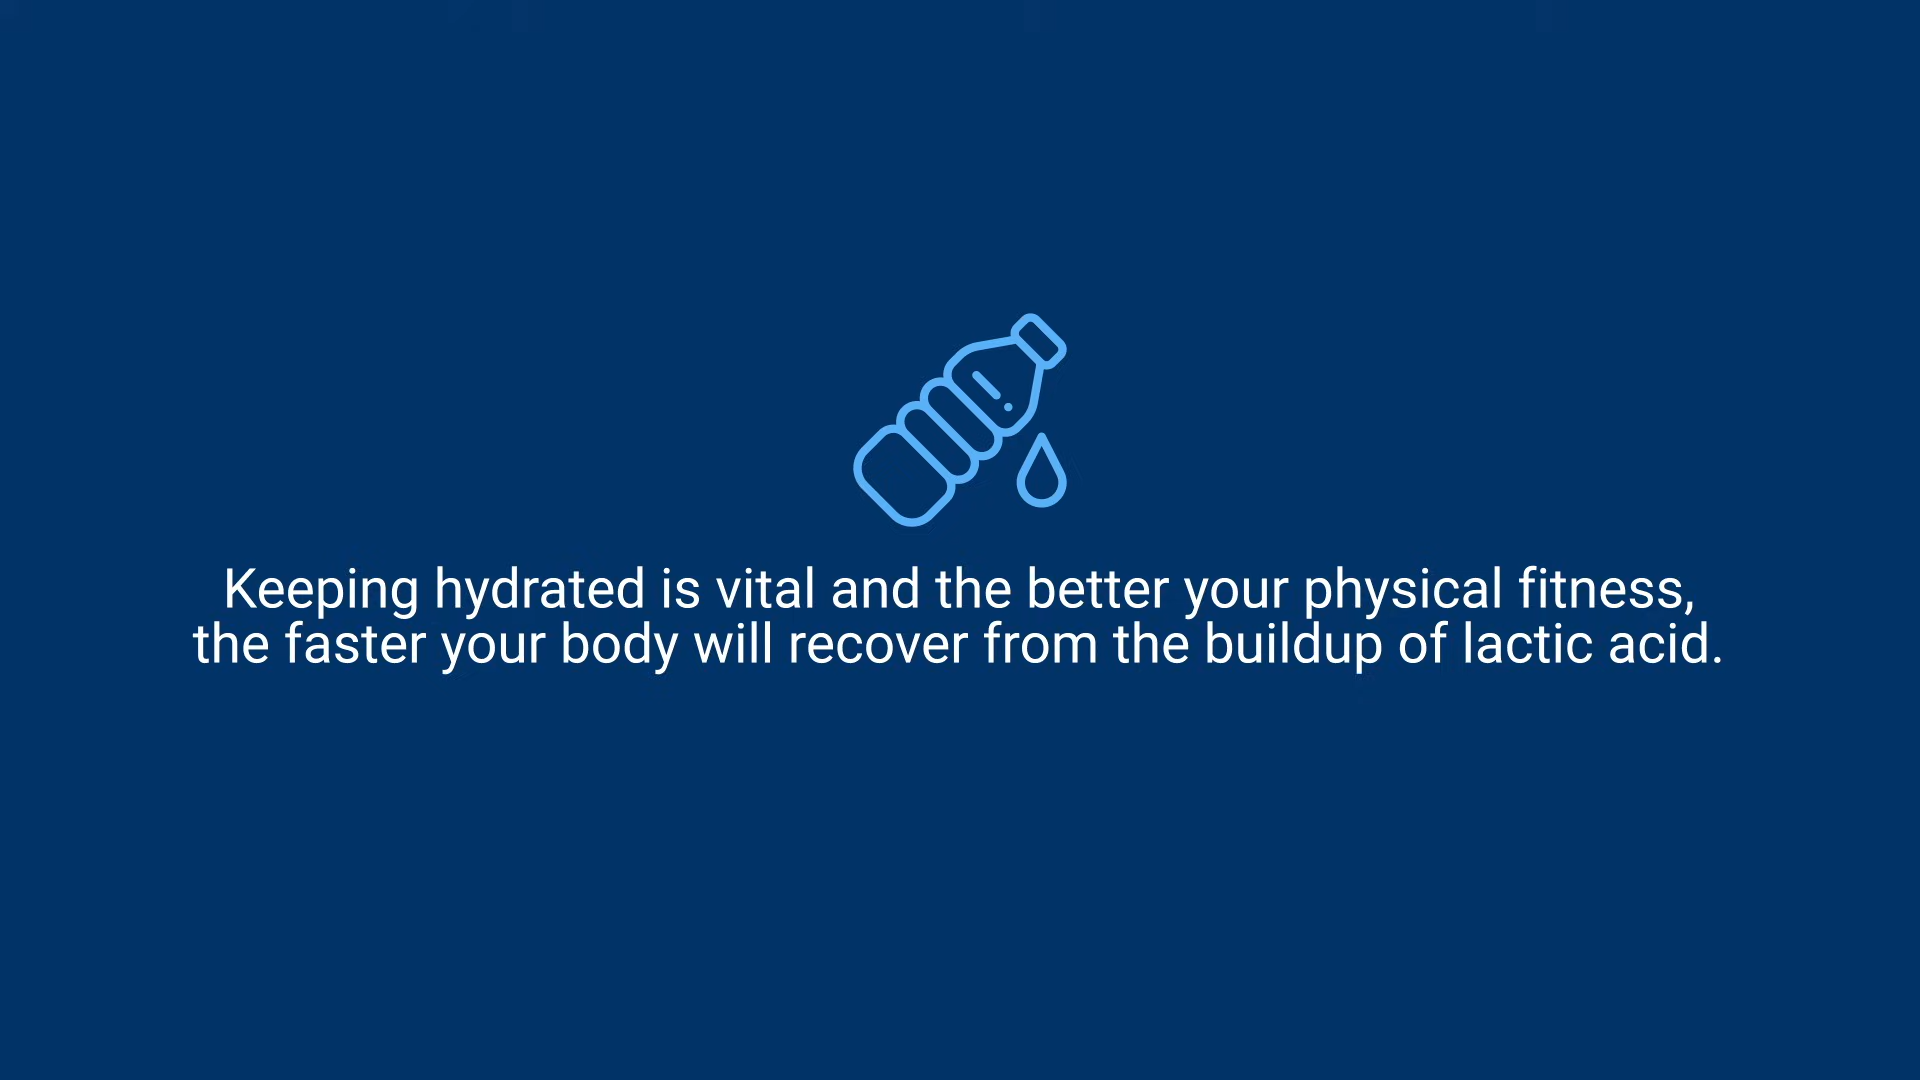 Keeping hydrated is vital and the better your physical fitness,
the faster your body will recover from the buildup of lactic acid.